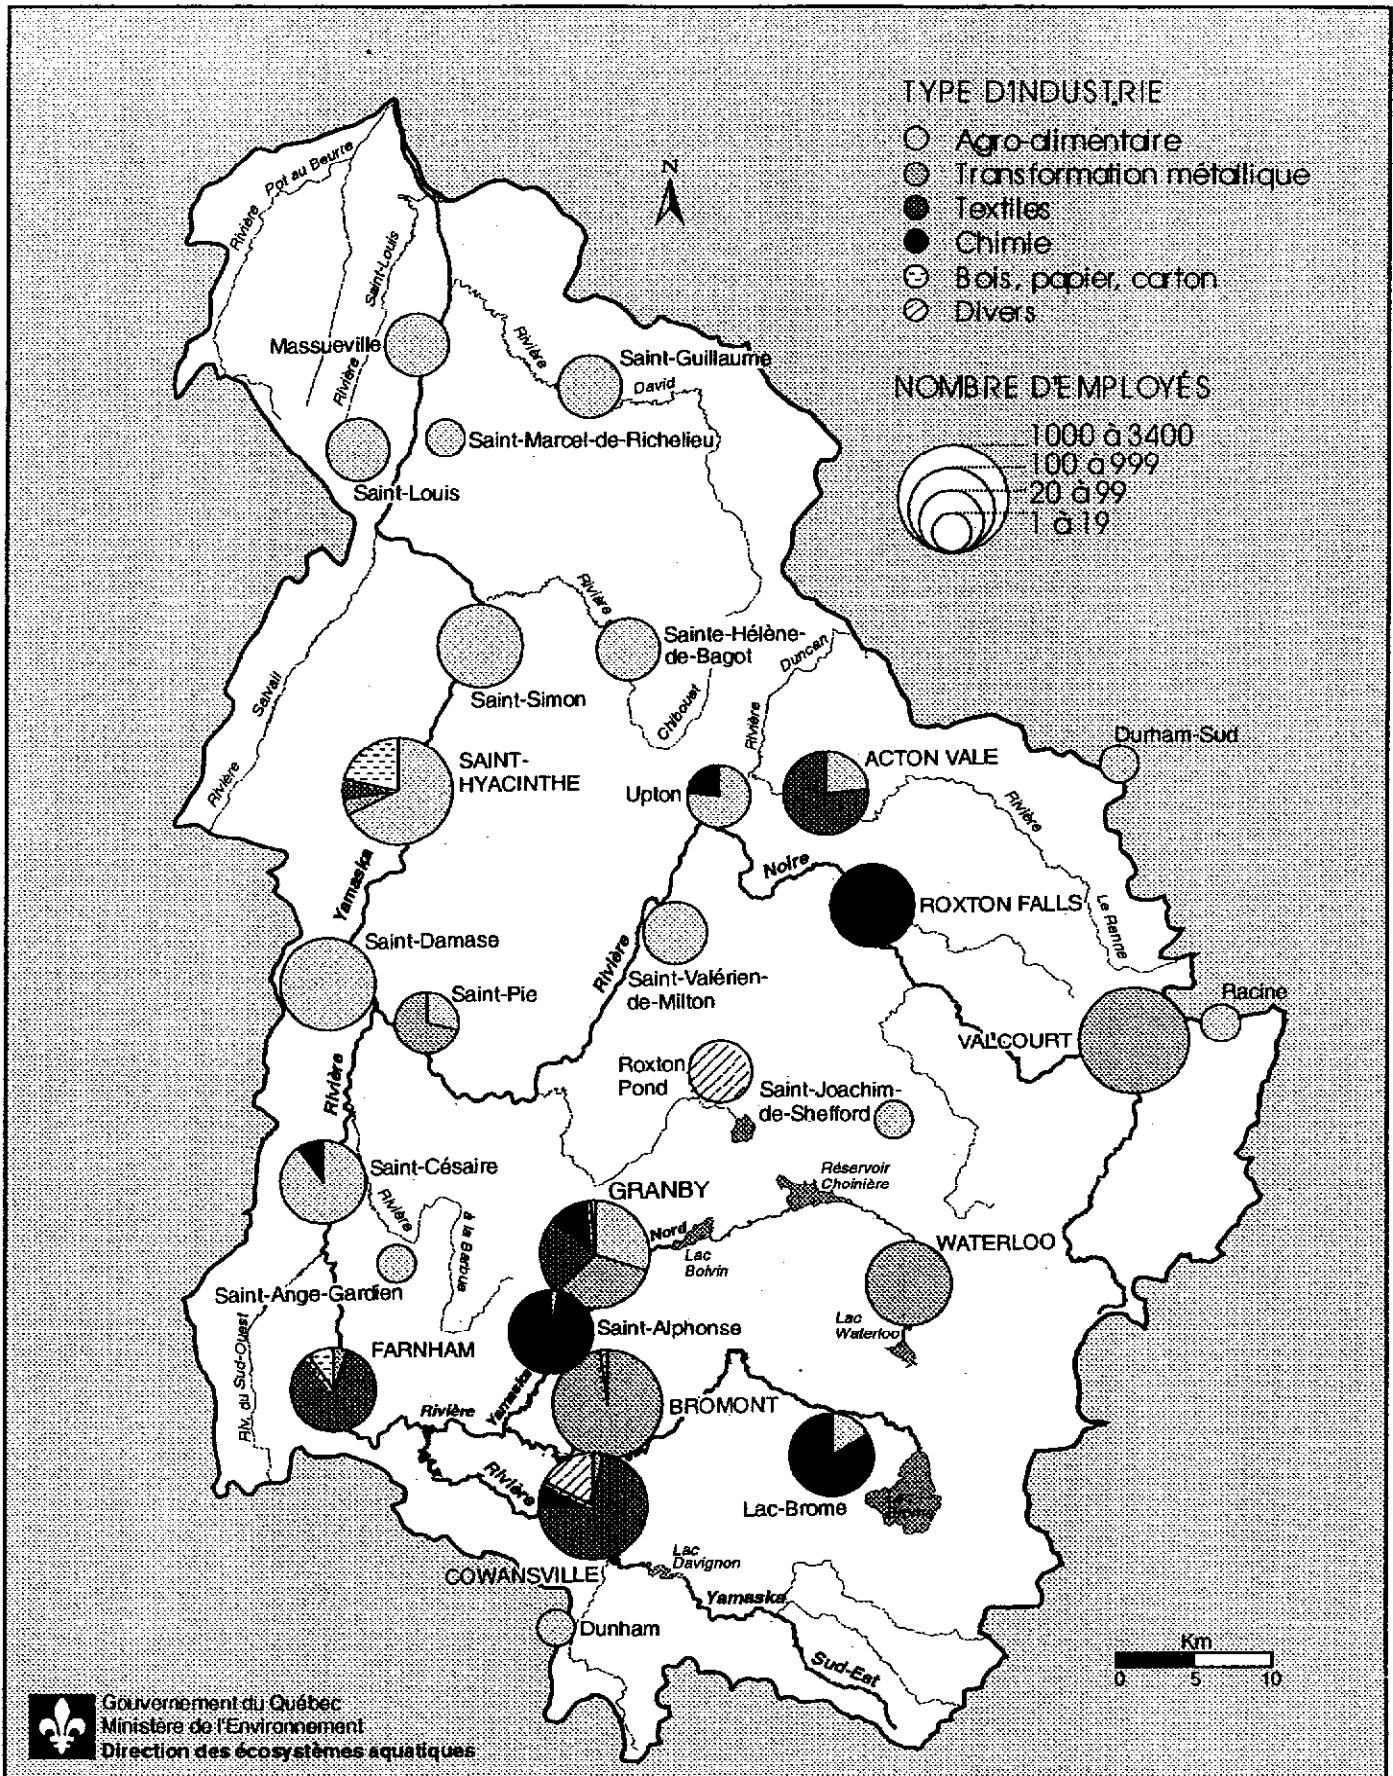 TYPE D'INDUSTRIE
Agro-alimentaire
Transformation métallique
Textiles
Chimie
Bois, papier, carton
Divers
NOMBRE D'EMPLOYÉS
1000 à 3400
100 à 999
20 à 99
1 à 19
N
Rivière
Pot au Beurre
Rivière
Saint-Louis
Massueville
Rivière
David
Saint-Guillaume
Saint-Marcel-de-Richelieu
Saint-Louis
Rivière
Salvail
Rivière
Chibouet
Sainte-Hélène-
de-Bagot
Saint-Simon
Rivière
Duncan
Durham-Sud
SAINT-
HYACINTHE
Upton
ACTON VALE
Rivière
Le Renne
Yamaska
Noire
ROXTON FALLS
Saint-Damase
Rivière
Saint-Valérien-
de-Milton
Saint-Pie
Racine
VALCOURT
Rivière
Roxton
Pond
Saint-Joachim-
de-Shefford
Saint-Césaire
Rivière
à la Barbue
Réservoir
Choinière
GRANBY
Nord
Lac
Boivin
WATERLOO
Saint-Ange-Gardien
Saint-Alphonse
Lac
Waterloo
Riv. du Sud-Ouest
FARNHAM
Yamaska
BROMONT
Rivière
Rivière
Lac-Brome
COWANSVILLE
Lac
Davignon
Yamaska
Sud-Est
Dunham
Km
0 5 10
Gouvernement du Québec
Ministère de l'Environnement
Direction des écosystèmes aquatiques